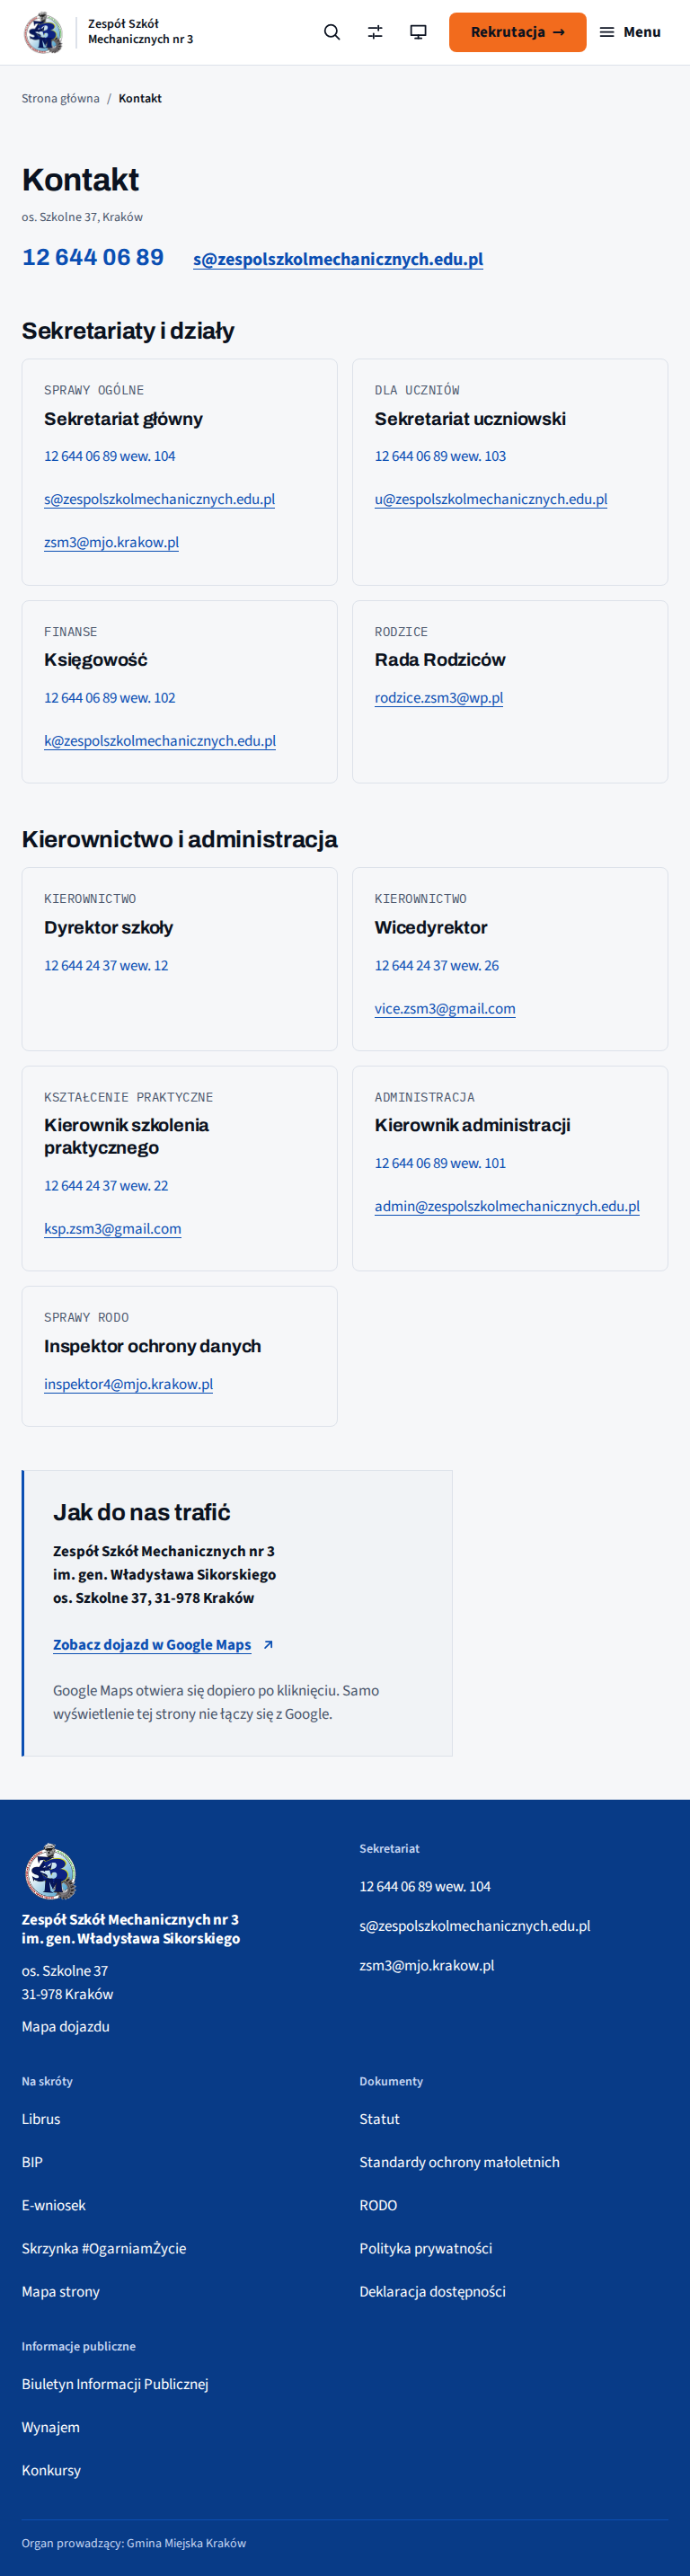 Zespół Szkół
Mechanicznych nr 3
Rekrutacja →
Menu
Strona główna / Kontakt
Kontakt
os. Szkolne 37, Kraków
12 644 06 89
s@zespolszkolmechanicznych.edu.pl
Sekretariaty i działy
SPRAWY OGÓLNE
Sekretariat główny
12 644 06 89 wew. 104
s@zespolszkolmechanicznych.edu.pl
zsm3@mjo.krakow.pl
DLA UCZNIÓW
Sekretariat uczniowski
12 644 06 89 wew. 103
u@zespolszkolmechanicznych.edu.pl
FINANSE
Księgowość
12 644 06 89 wew. 102
k@zespolszkolmechanicznych.edu.pl
RODZICE
Rada Rodziców
rodzice.zsm3@wp.pl
Kierownictwo i administracja
KIEROWNICTWO
Dyrektor szkoły
12 644 24 37 wew. 12
KIEROWNICTWO
Wicedyrektor
12 644 24 37 wew. 26
vice.zsm3@gmail.com
KSZTAŁCENIE PRAKTYCZNE
Kierownik szkolenia
praktycznego
12 644 24 37 wew. 22
ksp.zsm3@gmail.com
ADMINISTRACJA
Kierownik administracji
12 644 06 89 wew. 101
admin@zespolszkolmechanicznych.edu.pl
SPRAWY RODO
Inspektor ochrony danych
inspektor4@mjo.krakow.pl
Jak do nas trafić
Zespół Szkół Mechanicznych nr 3
im. gen. Władysława Sikorskiego
os. Szkolne 37, 31-978 Kraków
Zobacz dojazd w Google Maps
Google Maps otwiera się dopiero po kliknięciu. Samo
wyświetlenie tej strony nie łączy się z Google.
Zespół Szkół Mechanicznych nr 3
im. gen. Władysława Sikorskiego
os. Szkolne 37
31-978 Kraków
Mapa dojazdu
Sekretariat
12 644 06 89 wew. 104
s@zespolszkolmechanicznych.edu.pl
zsm3@mjo.krakow.pl
Na skróty
Librus
BIP
E-wniosek
Skrzynka #OgarniamŻycie
Mapa strony
Dokumenty
Statut
Standardy ochrony małoletnich
RODO
Polityka prywatności
Deklaracja dostępności
Informacje publiczne
Biuletyn Informacji Publicznej
Wynajem
Konkursy
Organ prowadzący: Gmina Miejska Kraków